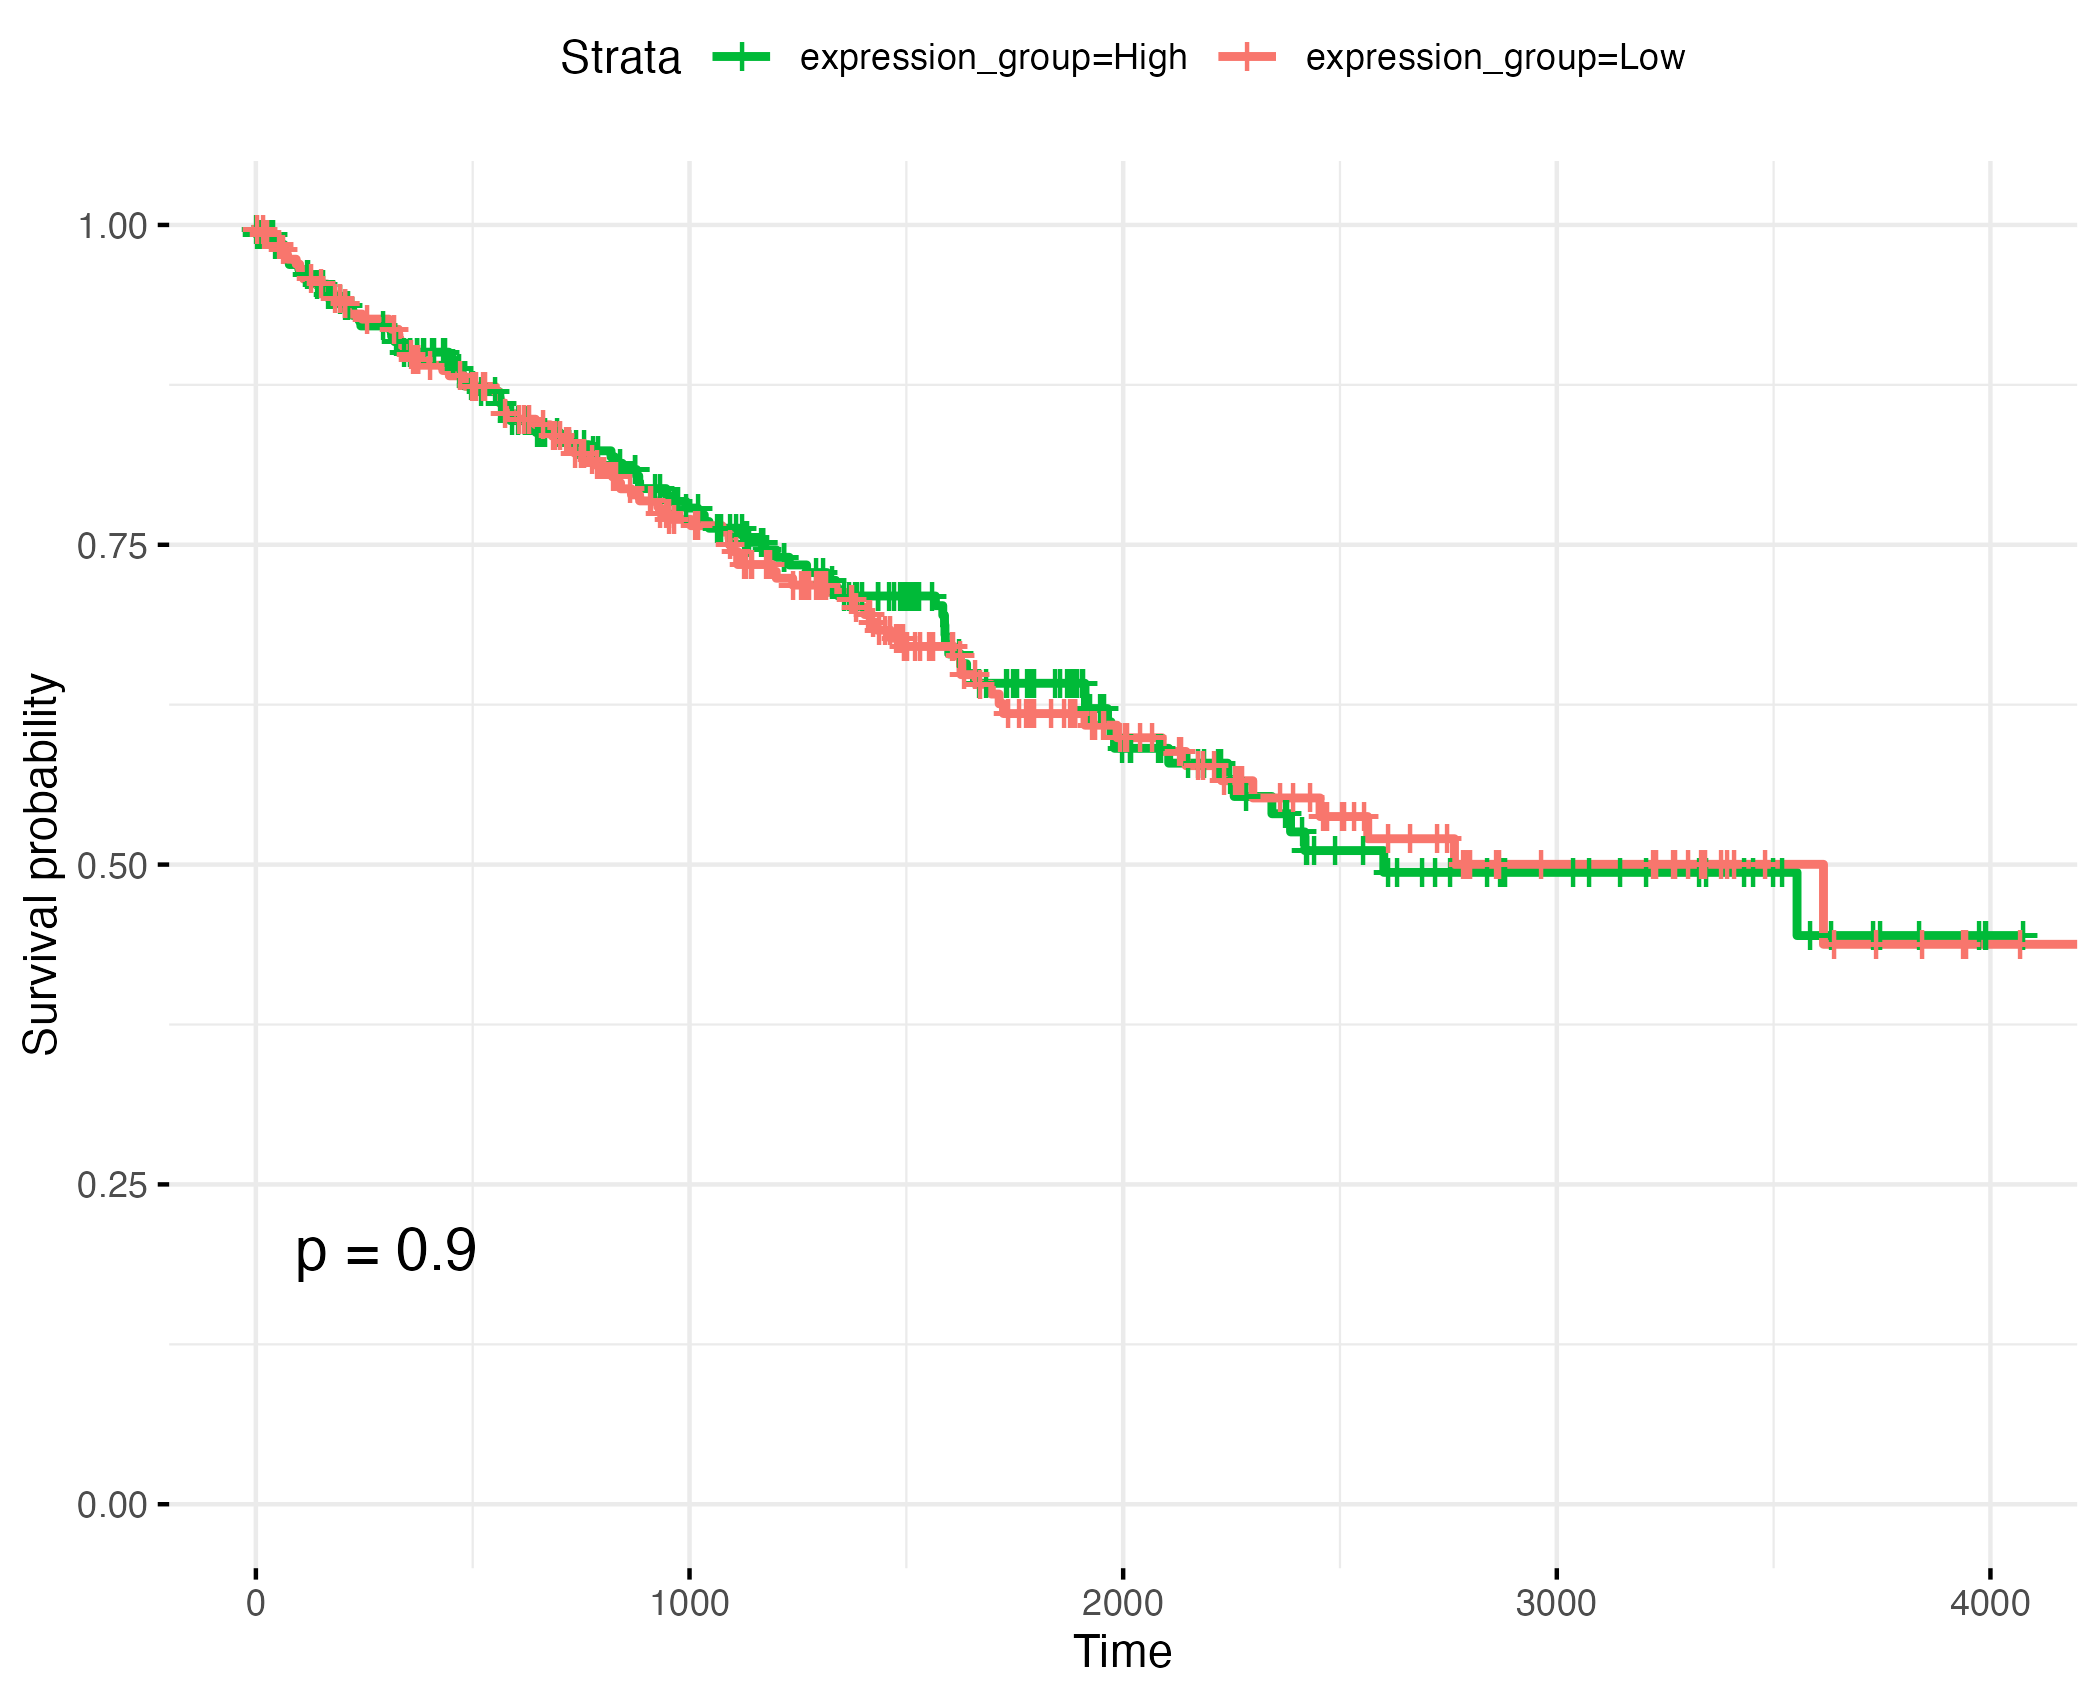 Strata expression_group=High expression_group=Low
1.00
0.75
0.50
0.25
0.00
Survival probability
p = 0.9
0 1000 2000 3000 4000
Time